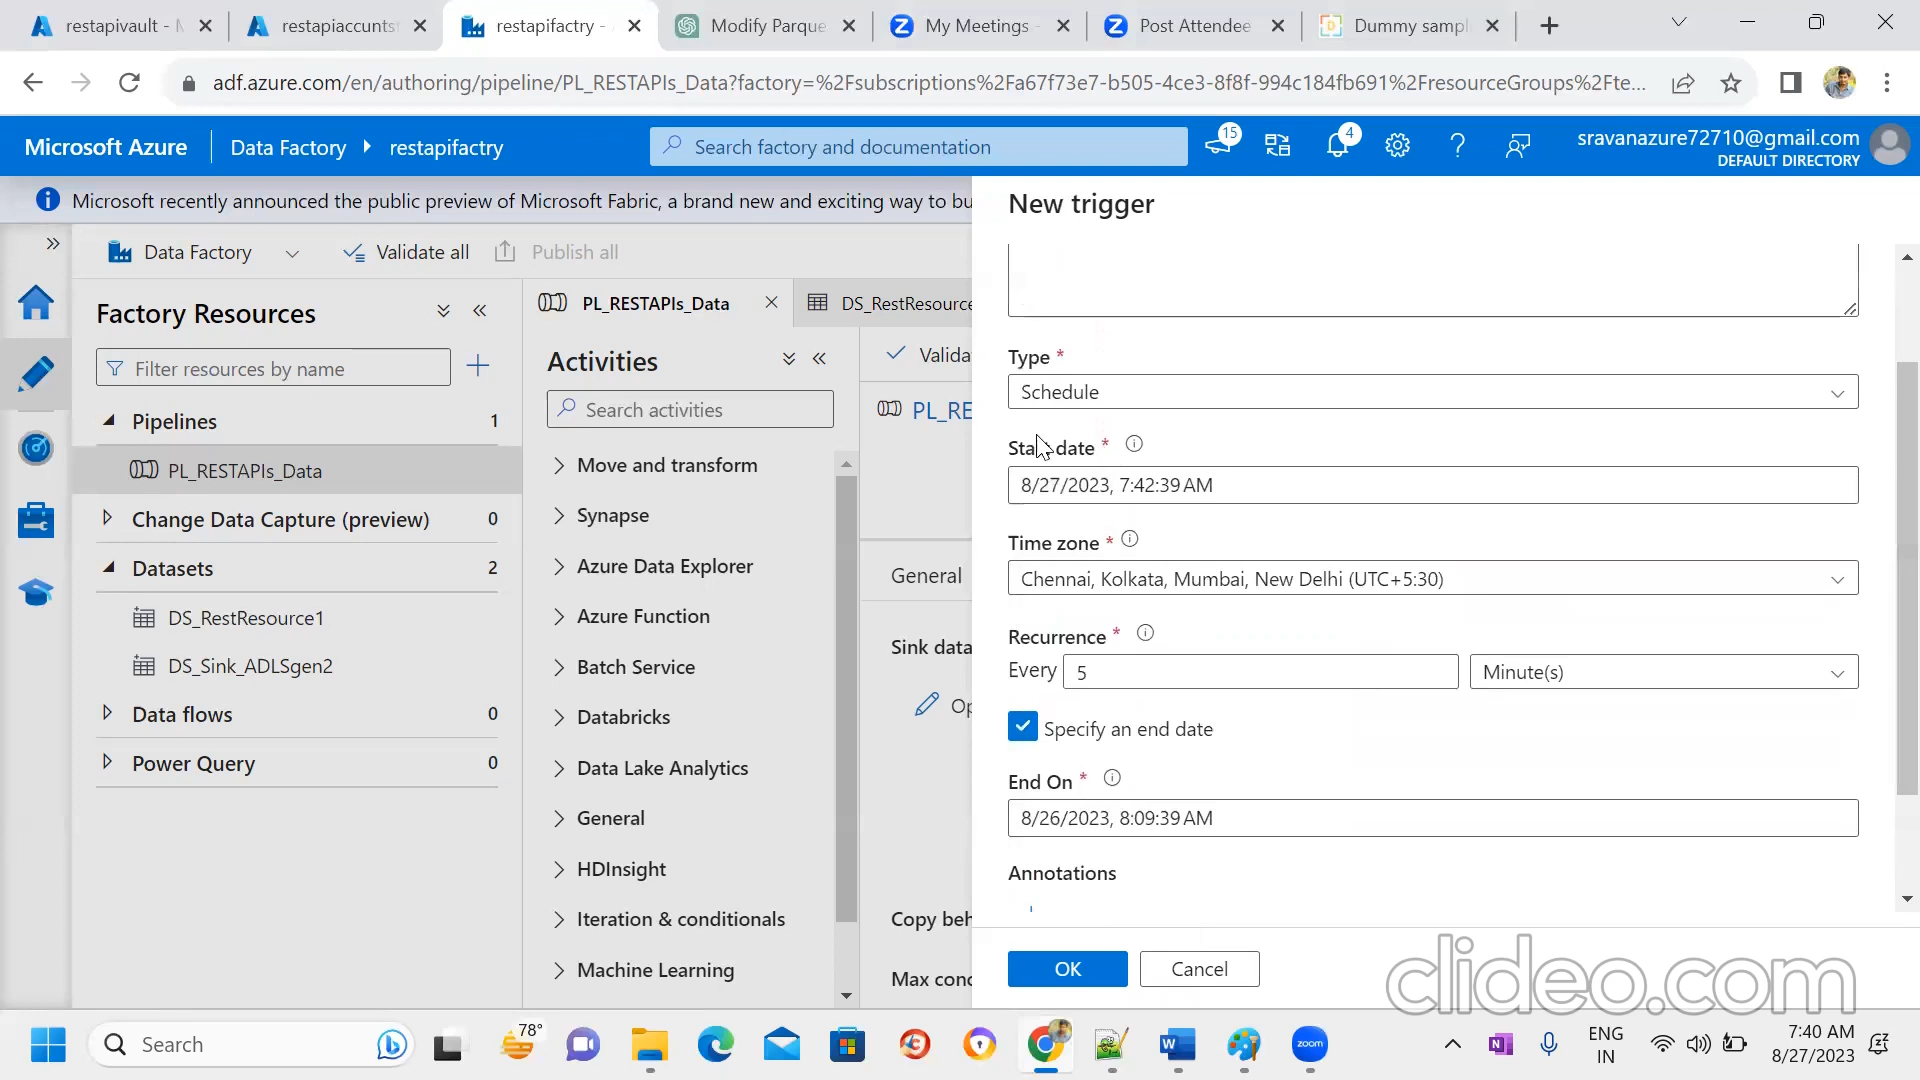 restapivault - M
restapiaccuntst
restapifactry -
Modify Parque
My Meetings -
Post Attendee
Dummy sampl
adf.azure.com/en/authoring/pipeline/PL_RESTAPIs_Data?factory=%2Fsubscriptions%2Fa67f73e7-b505-4ce3-8f8f-994c184fb691%2FresourceGroups%2Fte...
Microsoft Azure
Data Factory
restapifactry
Search factory and documentation
15
4
sravanazure72710@gmail.com
DEFAULT DIRECTORY
Microsoft recently announced the public preview of Microsoft Fabric, a brand new and exciting way to bu
Data Factory
Validate all
Publish all
Factory Resources
Filter resources by name
Pipelines 1
PL_RESTAPIs_Data
Change Data Capture (preview) 0
Datasets 2
DS_RestResource1
DS_Sink_ADLSgen2
Data flows 0
Power Query 0
PL_RESTAPIs_Data
DS_RestResource
Activities
Search activities
Move and transform
Synapse
Azure Data Explorer
Azure Function
Batch Service
Databricks
Data Lake Analytics
General
HDInsight
Iteration & conditionals
Machine Learning
Valida
PL_RE
General
Sink data
Op
Copy beh
Max conc
New trigger
Type *
Schedule
Start date *
8/27/2023, 7:42:39 AM
Time zone *
Chennai, Kolkata, Mumbai, New Delhi (UTC+5:30)
Recurrence *
Every 5 Minute(s)
Specify an end date
End On *
8/26/2023, 8:09:39 AM
Annotations
OK
Cancel
clideo.com
Search
78°
zoom
ENG
IN
7:40 AM
8/27/2023